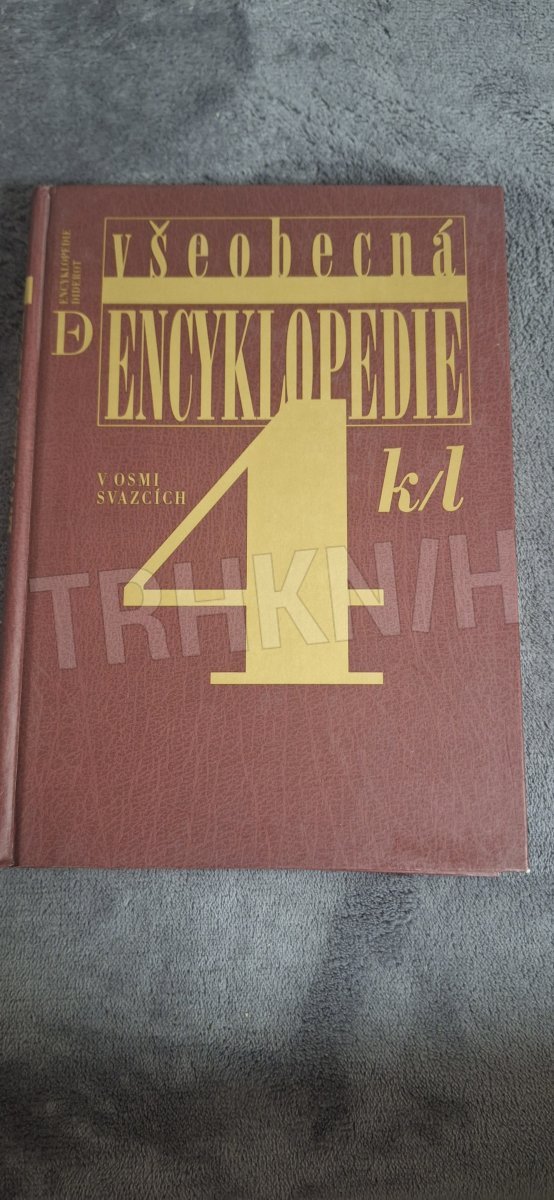 ENCYKLOPEDIE
DIDEROT
E
všeobecná
ENCYKLOPEDIE
V OSMI
SVAZCÍCH
4
k/l
TRHKNIH